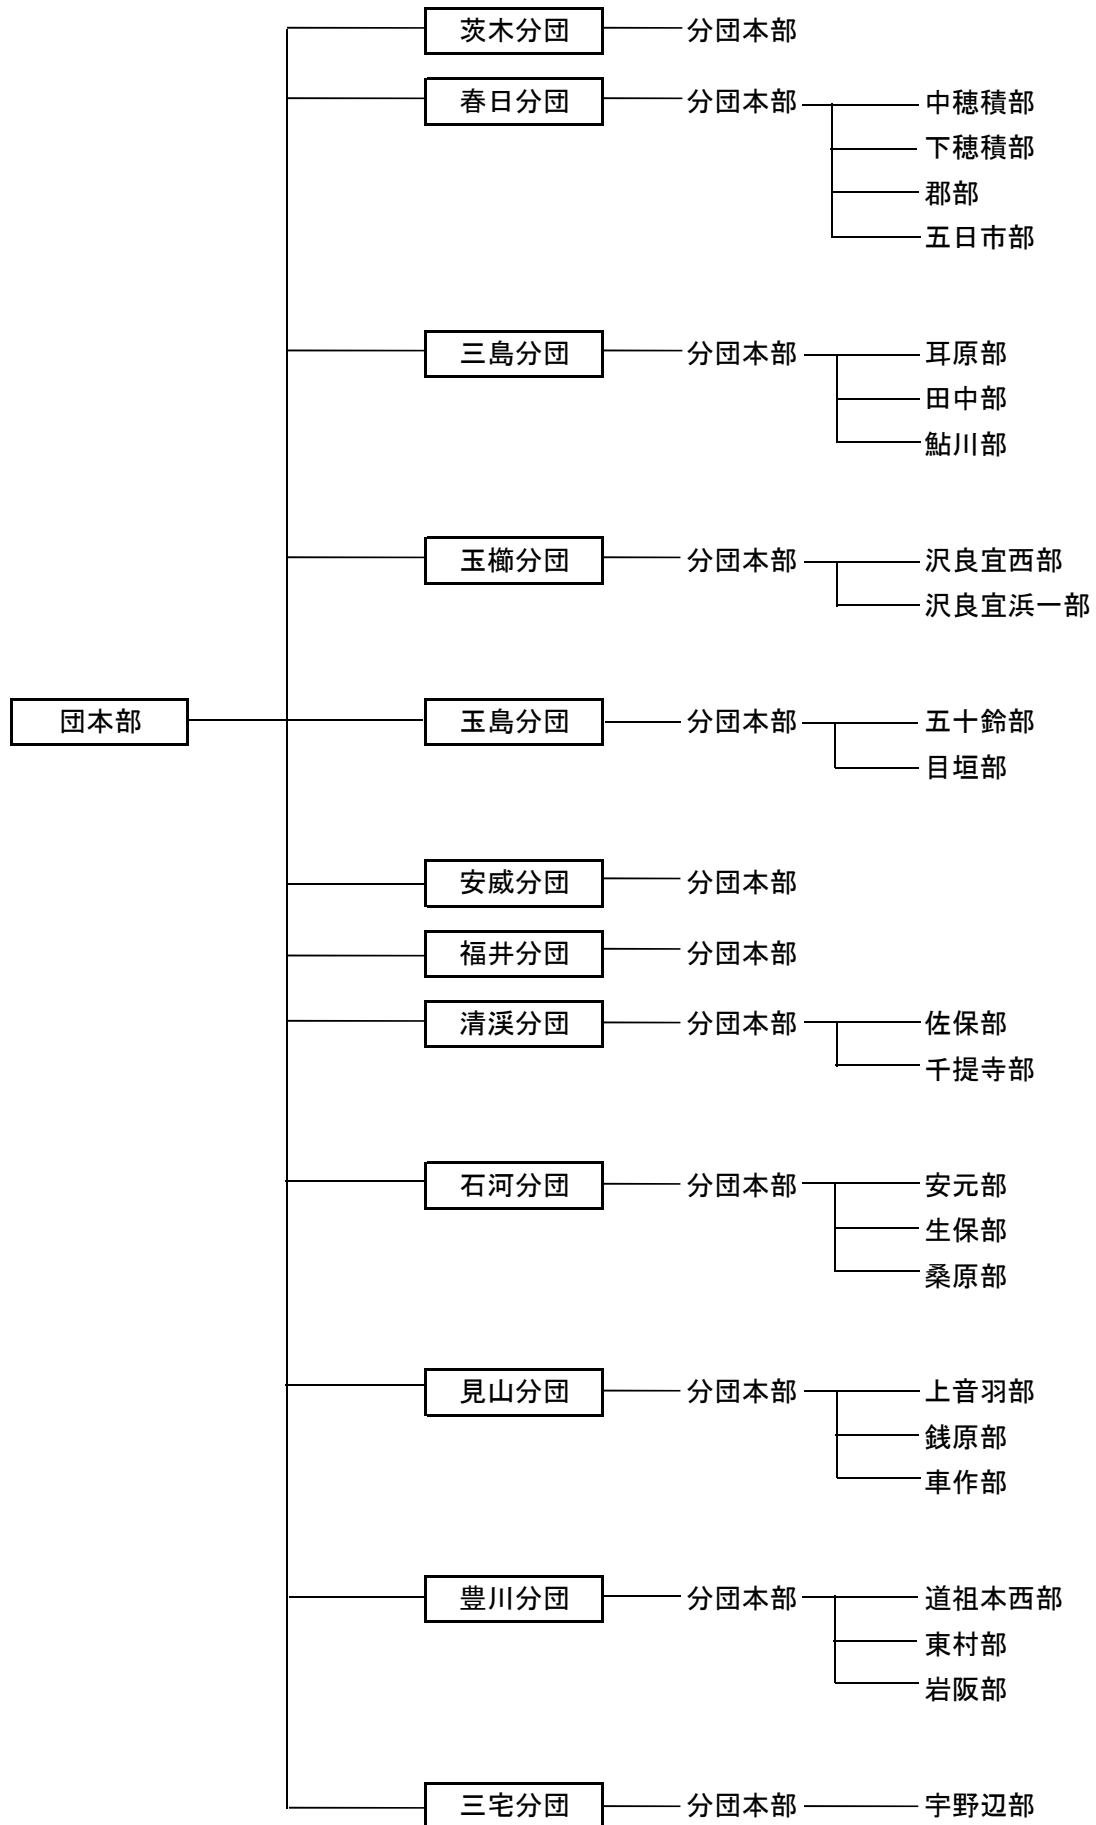 茨木分団 分団本部
春日分団 分団本部 中穂積部
下穂積部
郡部
五日市部
三島分団 分団本部 耳原部
田中部
鮎川部
玉櫛分団 分団本部 沢良宜西部
沢良宜浜一部
団本部 玉島分団 分団本部 五十鈴部
目垣部
安威分団 分団本部
福井分団 分団本部
清渓分団 分団本部 佐保部
千提寺部
石河分団 分団本部 安元部
生保部
桑原部
見山分団 分団本部 上音羽部
銭原部
車作部
豊川分団 分団本部 道祖本西部
東村部
岩阪部
三宅分団 分団本部 宇野辺部